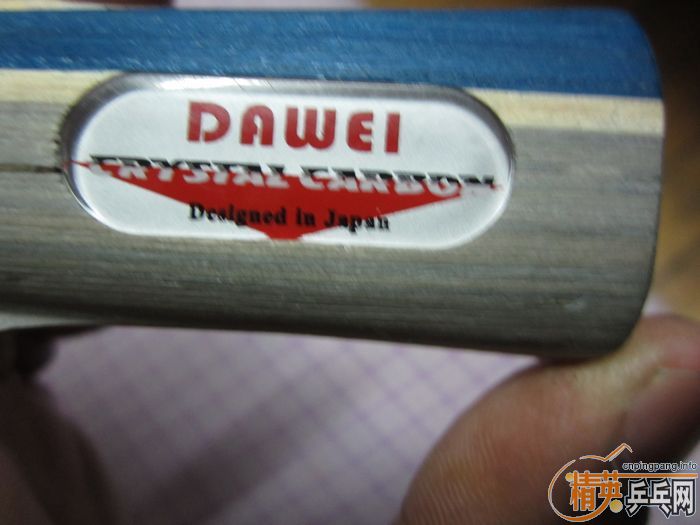 DAWEI
CRYSTAL CARBON
Designed in Japan
cnpingpang.info
精英乒乓网